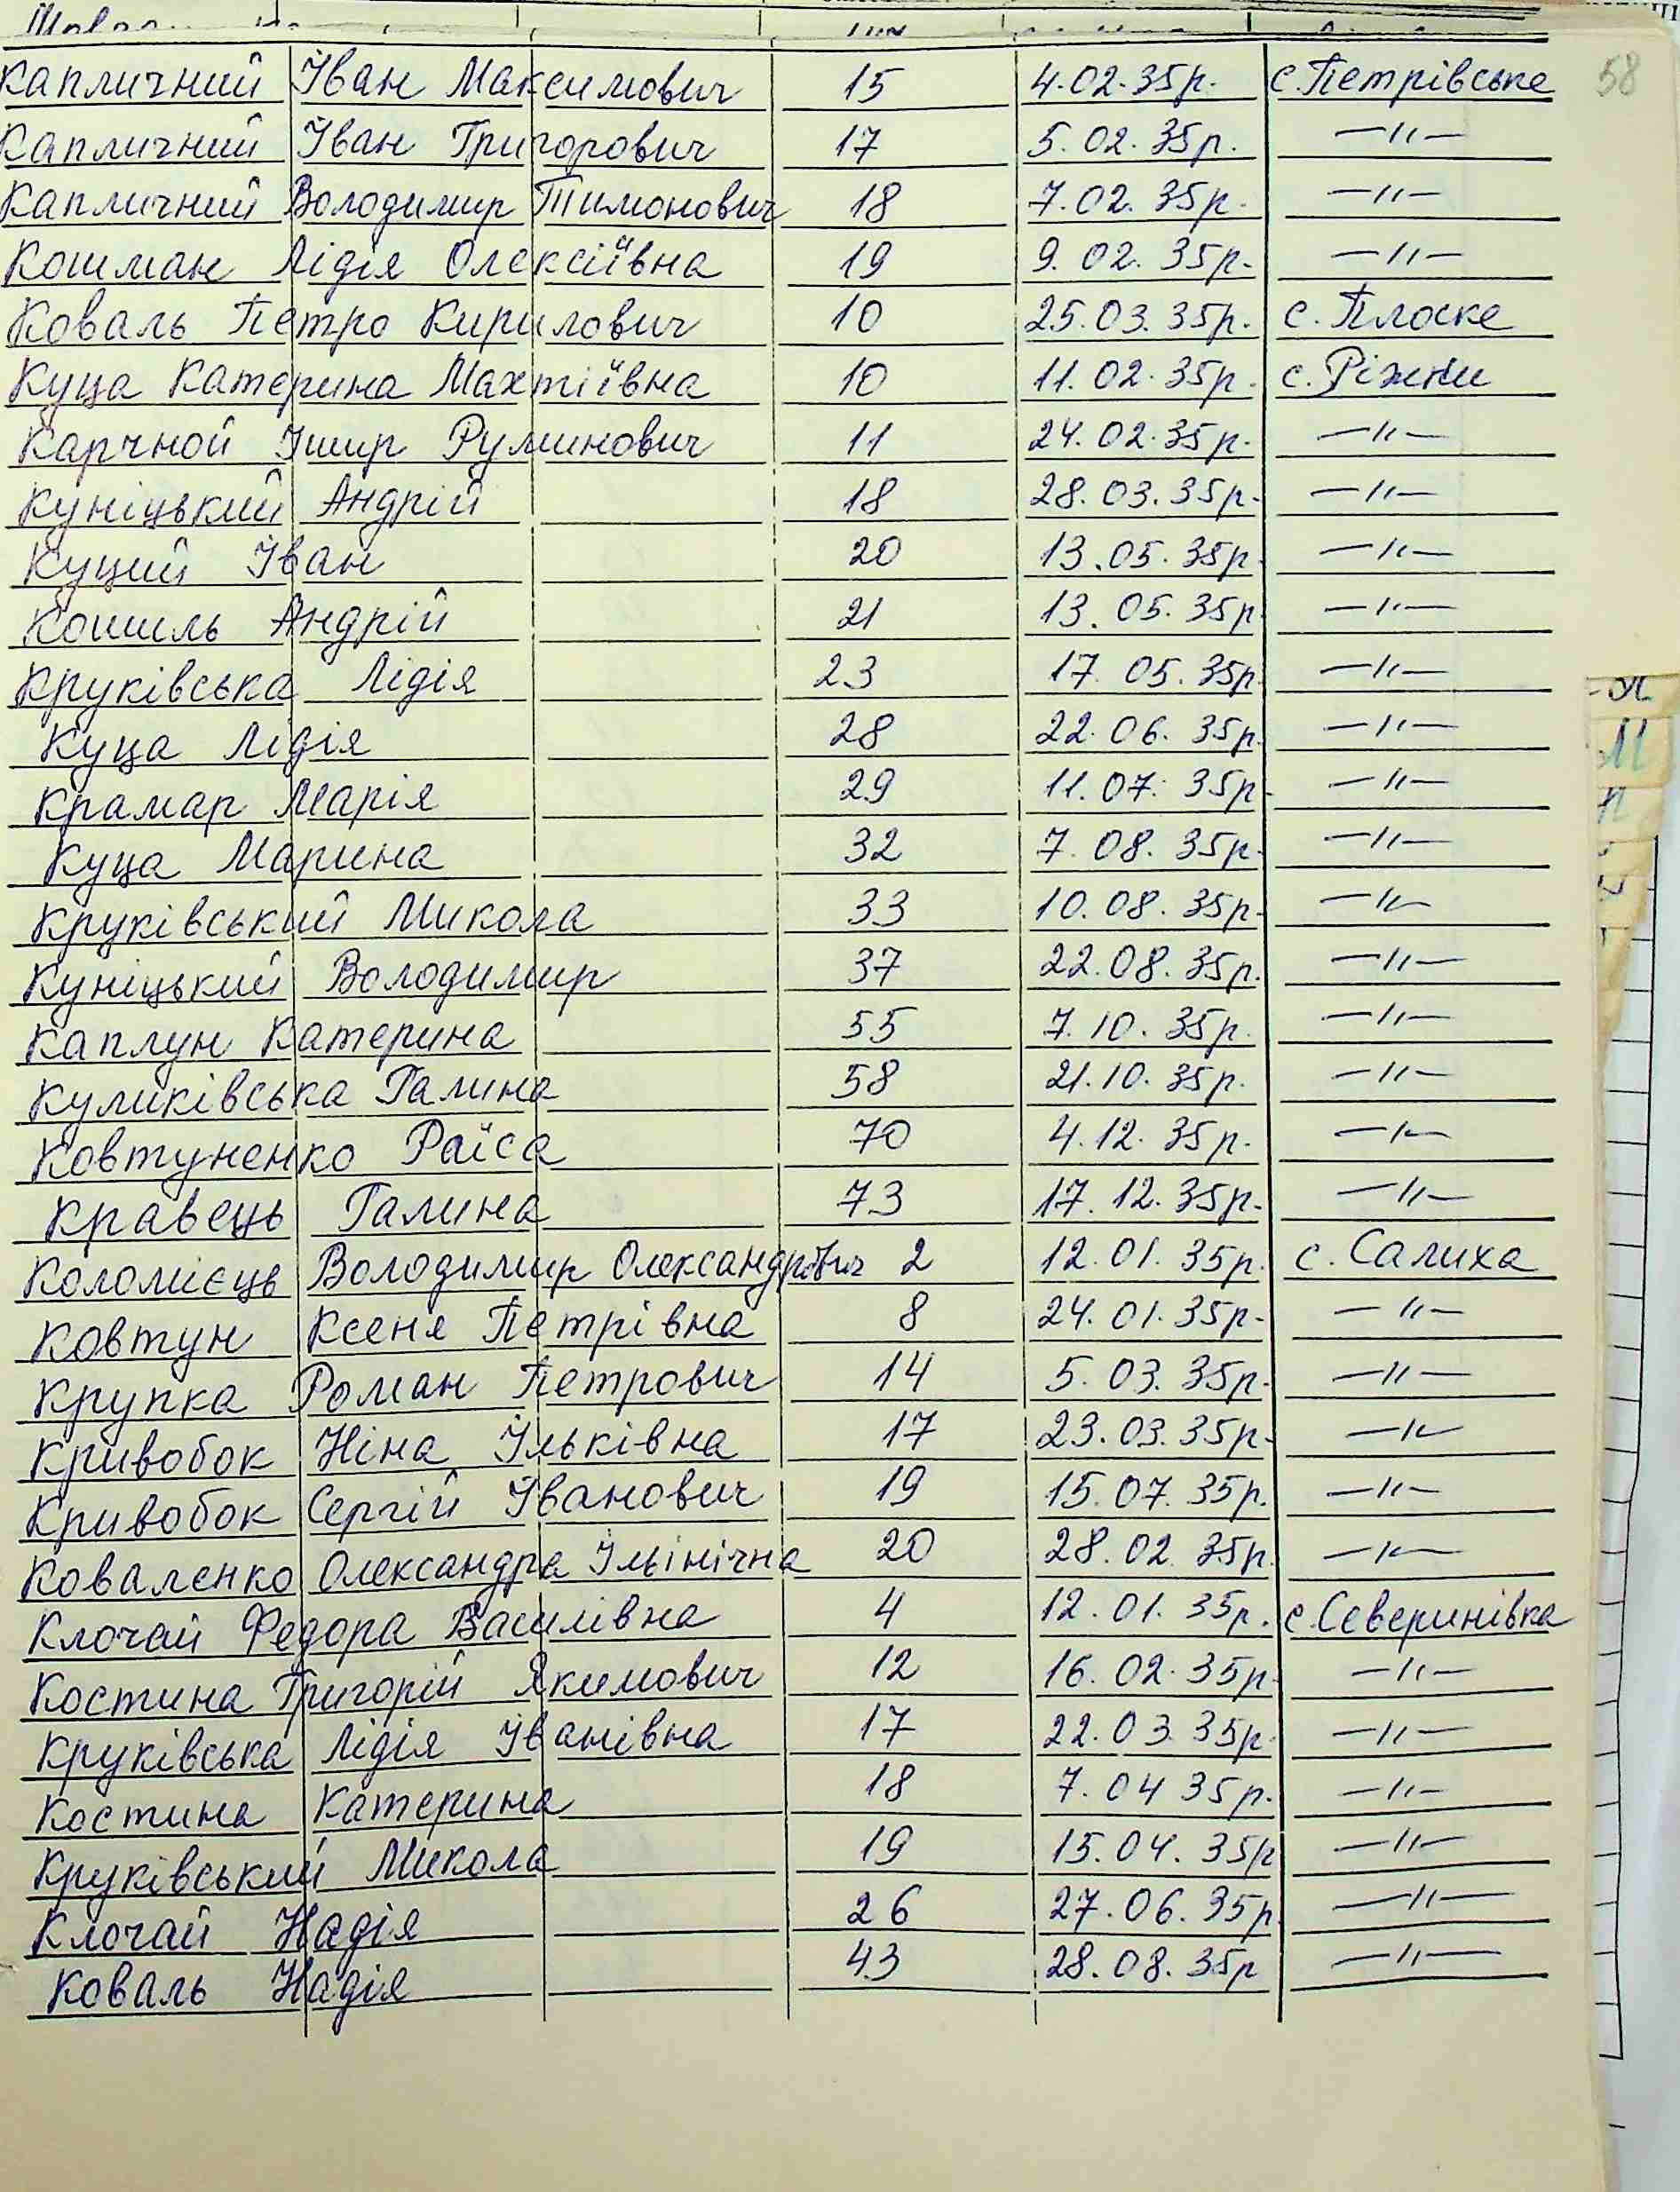 58
Капличний Іван Максимович 15 4.02.35р. с.Петрівське
Капличний Іван Григорович 17 5.02.35р. —"—
Капличний Володимир Тимонович 18 7.02.35р. —"—
Кошман Лідія Олексіївна 19 9.02.35р. —"—
Коваль Петро Кирилович 10 25.03.35р. с. Плоске
Куца Катерина Махтіївна 10 11.02.35р. с. Ріжки
Карчной Ішир Руминович 11 24.02.35р. —"—
Куніцький Андрій 18 28.03.35р. —"—
Куций Іван 20 13.05.35р. —"—
Кошиль Андрій 21 13.05.35р. —"—
Круківська Лідія 23 17.05.35р. —"—
Куца Лідія 28 22.06.35р. —"—
Крамар Марія 29 11.07.35р. —"—
Куца Марина 32 7.08.35р. —"—
Круківський Микола 33 10.08.35р. —"—
Куніцький Володимир 37 22.08.35р. —"—
Каплун Катерина 55 7.10.35р. —"—
Куликівська Галина 58 21.10.35р. —"—
Ковтуненко Раїса 70 4.12.35р. —"—
Кравець Галина 73 17.12.35р. —"—
Коломієць Володимир Олександрович 2 12.01.35р. с. Салиха
Ковтун Ксеня Петрівна 8 24.01.35р. —"—
Крупка Роман Петрович 14 5.03.35р. —"—
Кривобок Ніна Ільківна 17 23.03.35р. —"—
Кривобок Сергій Іванович 19 15.07.35р. —"—
Коваленко Олександра Ільінічна 20 28.02.35р. —"—
Клочай Федора Василівна 4 12.01.35р. с.Северинівка
Костина Григорій Якимович 12 16.02.35р. —"—
Круківська Лідія Іванівна 17 22.03.35р. —"—
Костина Катерина 18 7.04.35р. —"—
Круківський Микола 19 15.04.35р —"—
Клочай Надія 26 27.06.35р —"—
Коваль Надія 43 28.08.35р —"—